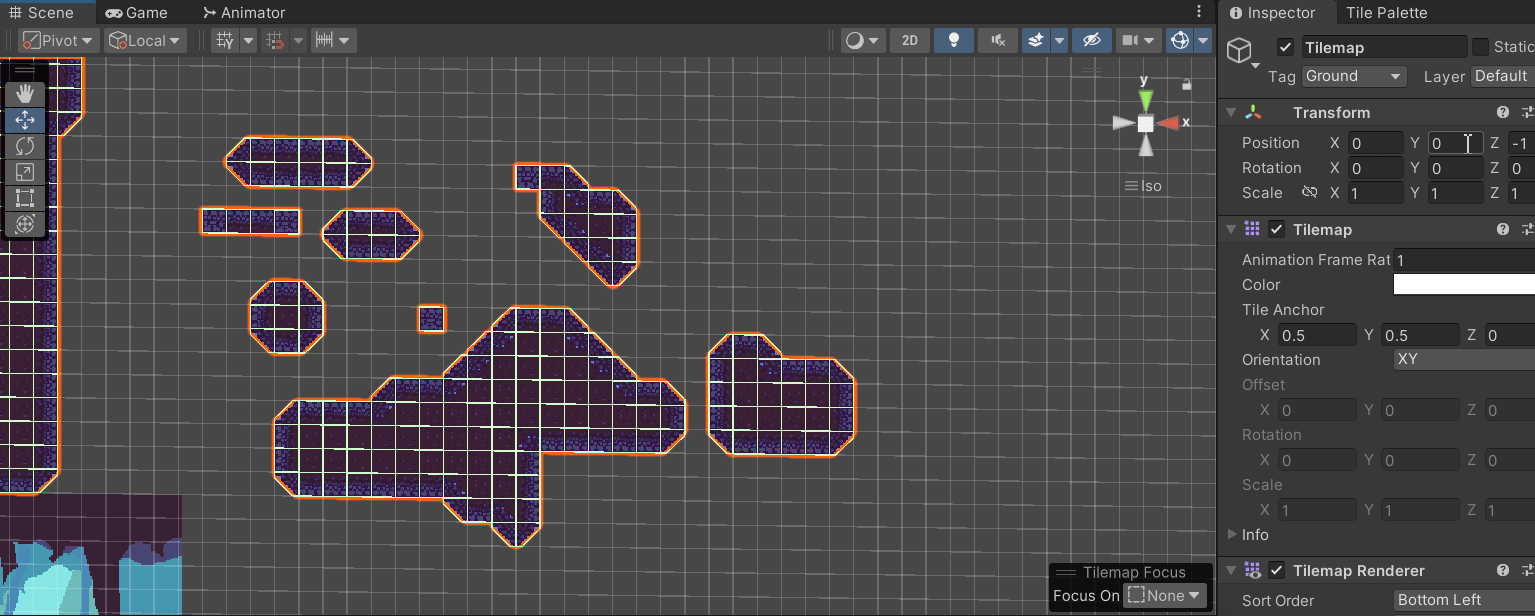 Scene Game Animator Inspector Tile Palette
Pivot Local 2D
Tilemap Static
Tag Ground Layer Default
y
x
Iso
Transform
Position X 0 Y 0 Z -1
Rotation X 0 Y 0 Z 0
Scale X 1 Y 1 Z 1
Tilemap
Animation Frame Rat 1
Color
Tile Anchor
X 0.5 Y 0.5 Z 0
Orientation XY
Offset
X 0 Y 0 Z 0
Rotation
X 0 Y 0 Z 0
Scale
X 1 Y 1 Z 1
Info
Tilemap Renderer
Sort Order Bottom Left
Tilemap Focus
Focus On None